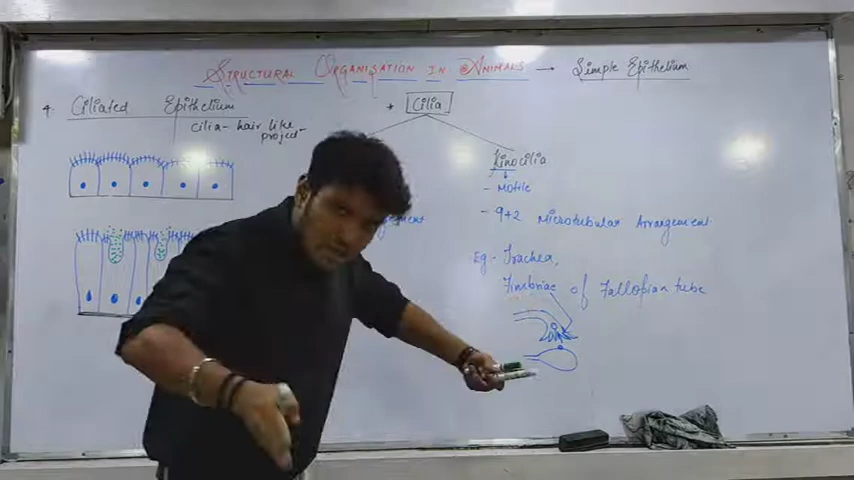 STRUCTURAL ORGANISATION IN ANIMALS → Simple Epithelium
* Ciliated Epithelium
cilia - hair like
project^n
* Cilia
Kinocilia
- Motile
- 9+2 Microtubular Arrangement
Eg:- Trachea,
Fimbriae of Fallopian tube